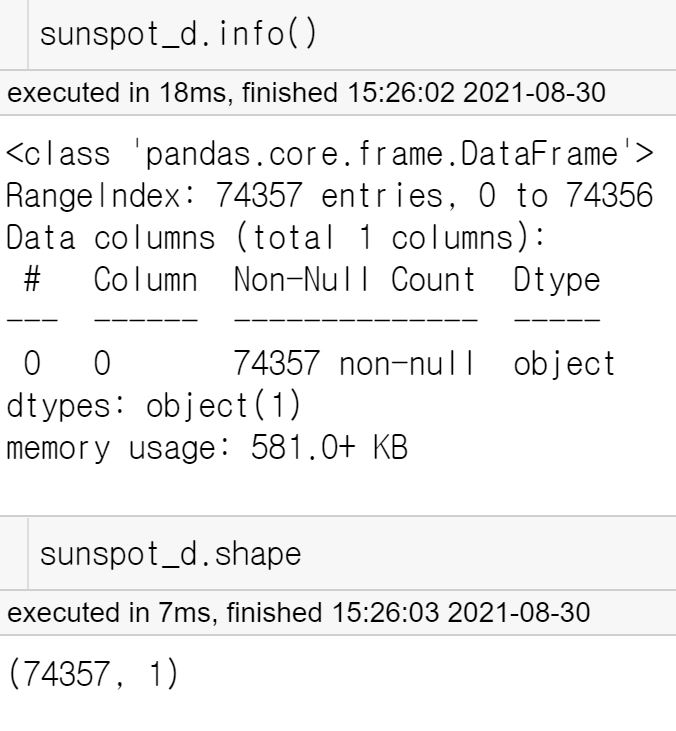 sunspot_d.info()
executed in 18ms, finished 15:26:02 2021-08-30
<class 'pandas.core.frame.DataFrame'>
RangeIndex: 74357 entries, 0 to 74356
Data columns (total 1 columns):
 #   Column  Non-Null Count  Dtype
---  ------  --------------  -----
 0   0       74357 non-null  object
dtypes: object(1)
memory usage: 581.0+ KB
sunspot_d.shape
executed in 7ms, finished 15:26:03 2021-08-30
(74357, 1)